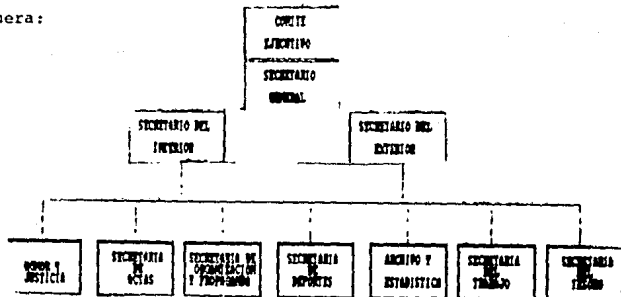 nera:
COMITE
EJECUTIVO
SECRETARIO
GENERAL
SECRETARIO DEL
INTERIOR
SECRETARIO DEL
EXTERIOR
HONOR Y
JUSTICIA
SECRETARIA
DE
ACTAS
SECRETARIA DE
ORGANIZACION
Y PROPAGANDA
SECRETARIA
DE
DEPORTES
ARCHIVO Y
ESTADISTICA
SECRETARIA
DEL
TRABAJO
SECRETARIA
DEL
TESORO